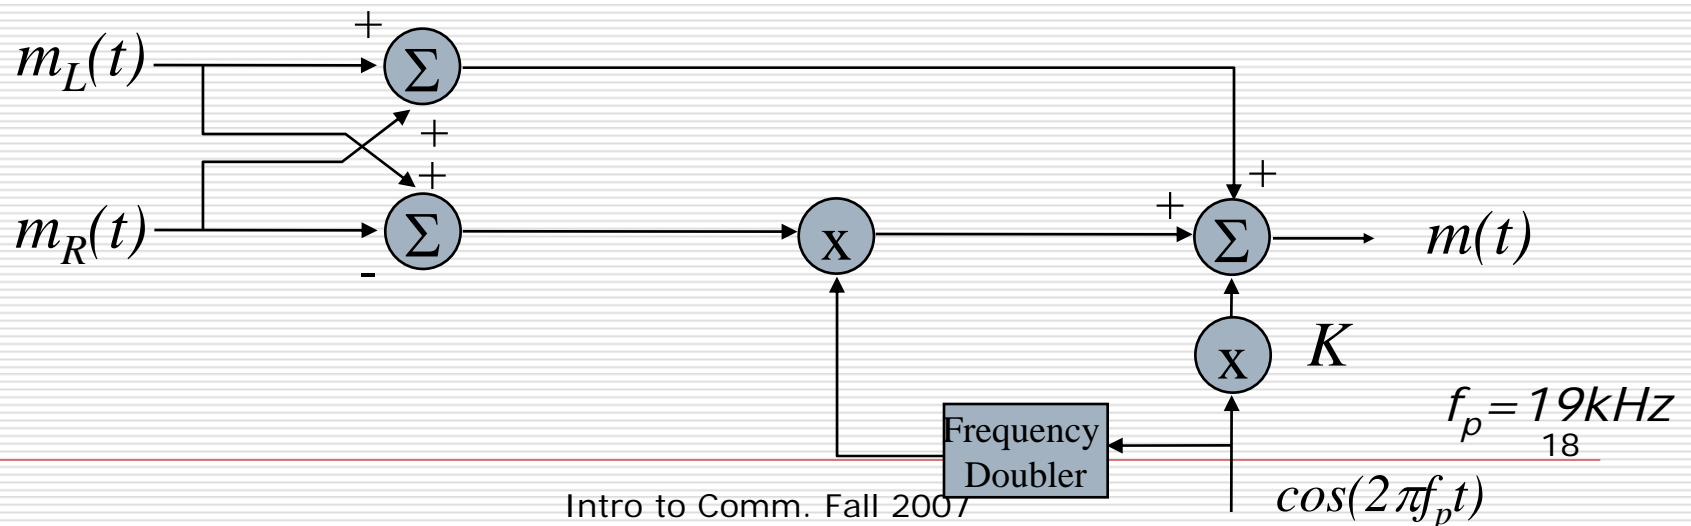 +
m_L(t)
Σ
+
+
+
+
m_R(t)
Σ
x
Σ
m(t)
-
x
K
f_p=19kHz
18
Frequency
Doubler
Intro to Comm. Fall 2007
cos(2πf_pt)